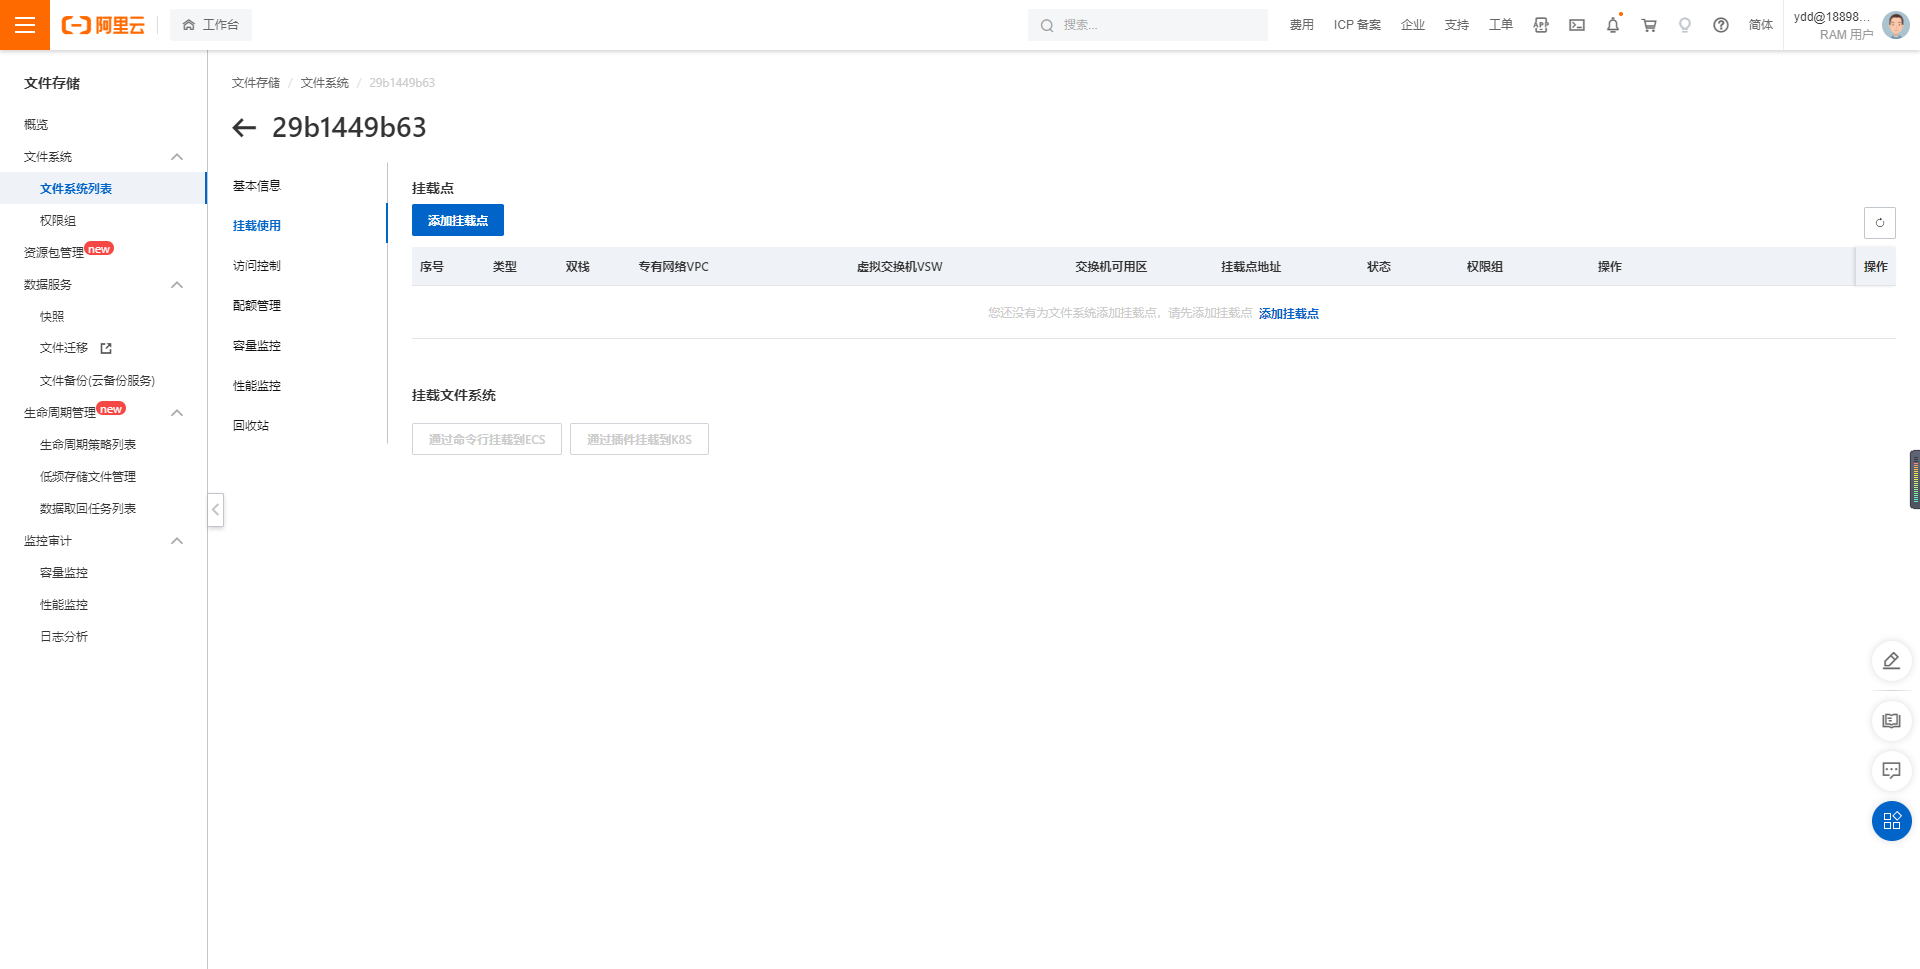 阿里云
工作台
搜索...
费用
ICP 备案
企业
支持
工单
简体
ydd@18898...
RAM 用户
文件存储
概览
文件系统
文件系统列表
权限组
资源包管理 new
数据服务
快照
文件迁移
文件备份(云备份服务)
生命周期管理 new
生命周期策略列表
低频存储文件管理
数据取回任务列表
监控审计
容量监控
性能监控
日志分析
文件存储 / 文件系统 / 29b1449b63
29b1449b63
基本信息
挂载使用
访问控制
配额管理
容量监控
性能监控
回收站
挂载点
添加挂载点
序号 类型 双栈 专有网络VPC 虚拟交换机VSW 交换机可用区 挂载点地址 状态 权限组 操作 操作
您还没有为文件系统添加挂载点，请先添加挂载点 添加挂载点
挂载文件系统
通过命令行挂载到ECS
通过插件挂载到K8S